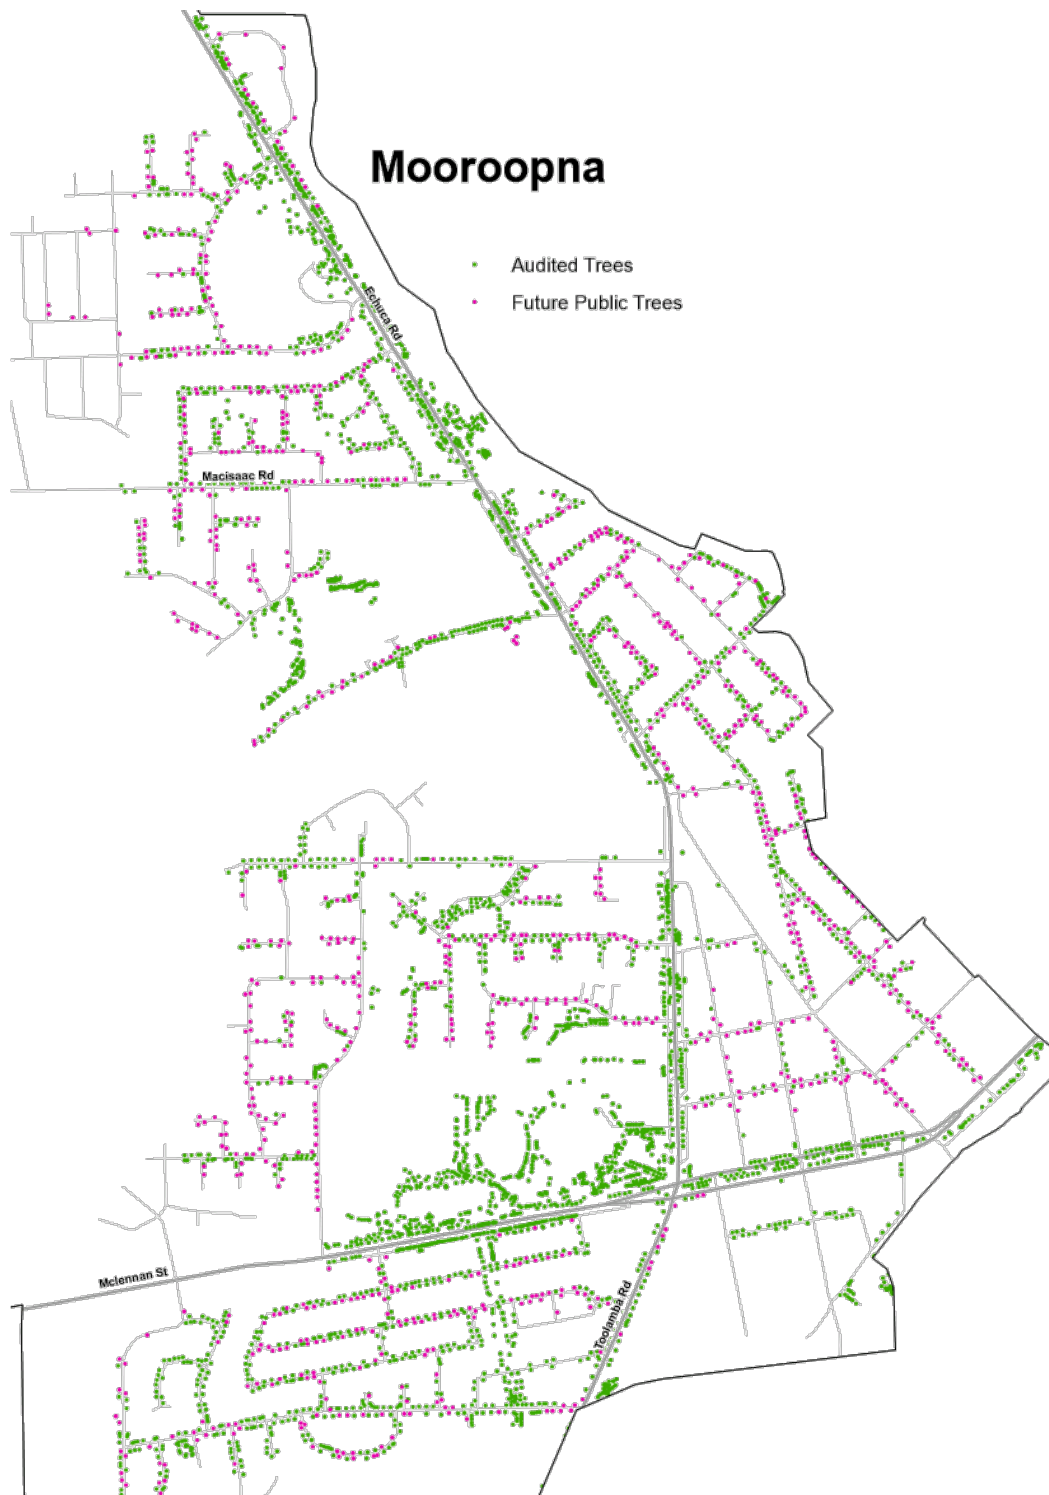 Mooroopna
Audited Trees
Future Public Trees
Echuca Rd
Macisaac Rd
Mclennan St
Toolamba Rd